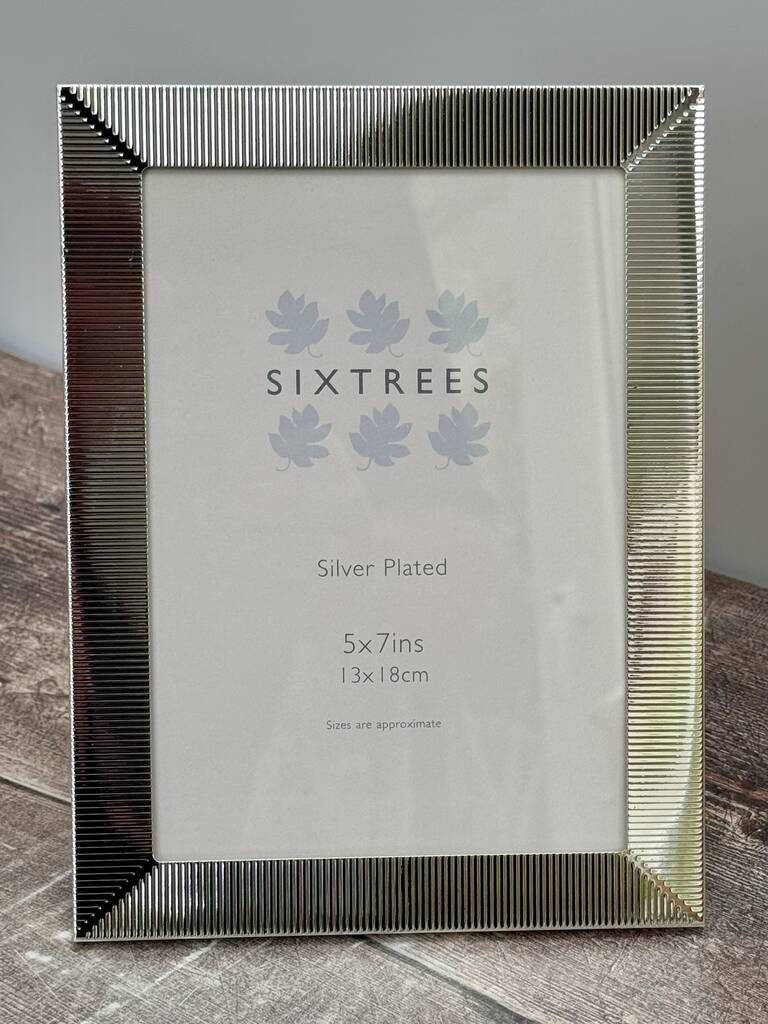 SIXTREES
Silver Plated
5x7ins
13x18cm
Sizes are approximate